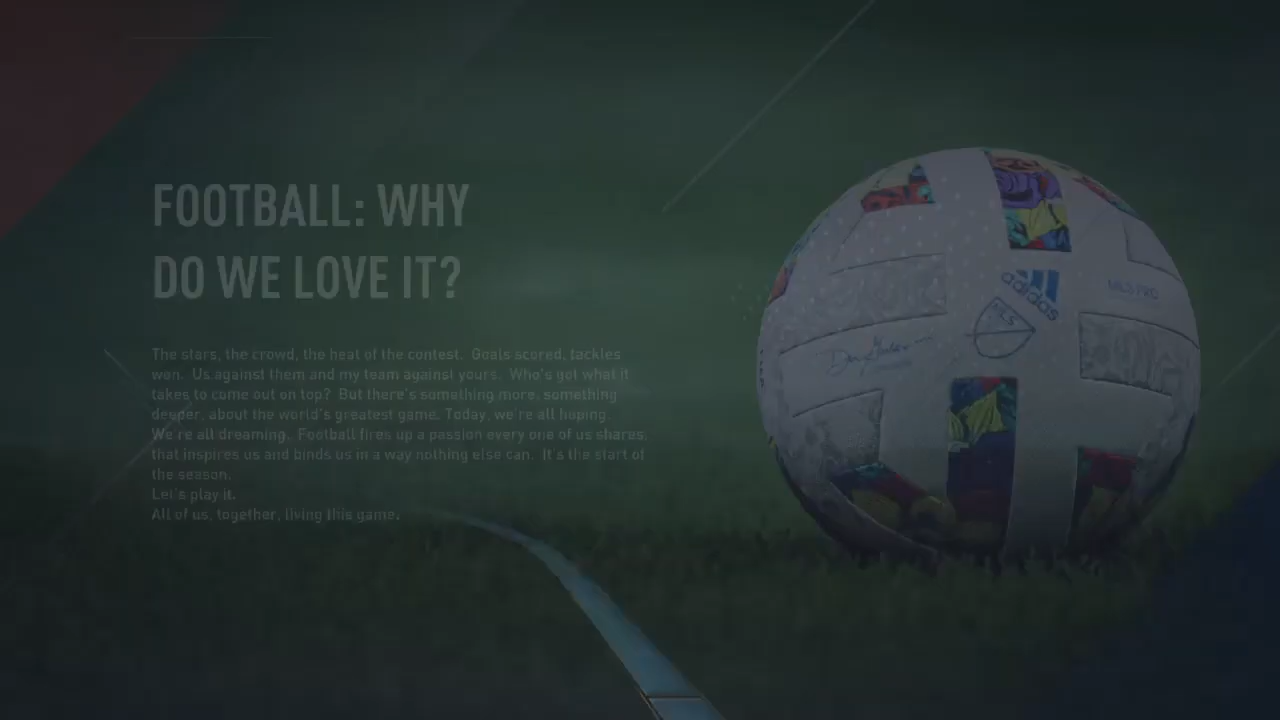 FOOTBALL: WHY
DO WE LOVE IT?
The stars, the crowd, the heat of the contest. Goals scored, tackles
won. Us against them and my team against yours. Who's got what it
takes to come out on top? But there's something more, something
deeper, about the world's greatest game. Today, we're all hoping.
We're all dreaming. Football fires up a passion every one of us shares,
that inspires us and binds us in a way nothing else can. It's the start of
the season.
Let's play it.
All of us, together, living this game.
adidas
MLS
MLS PRO